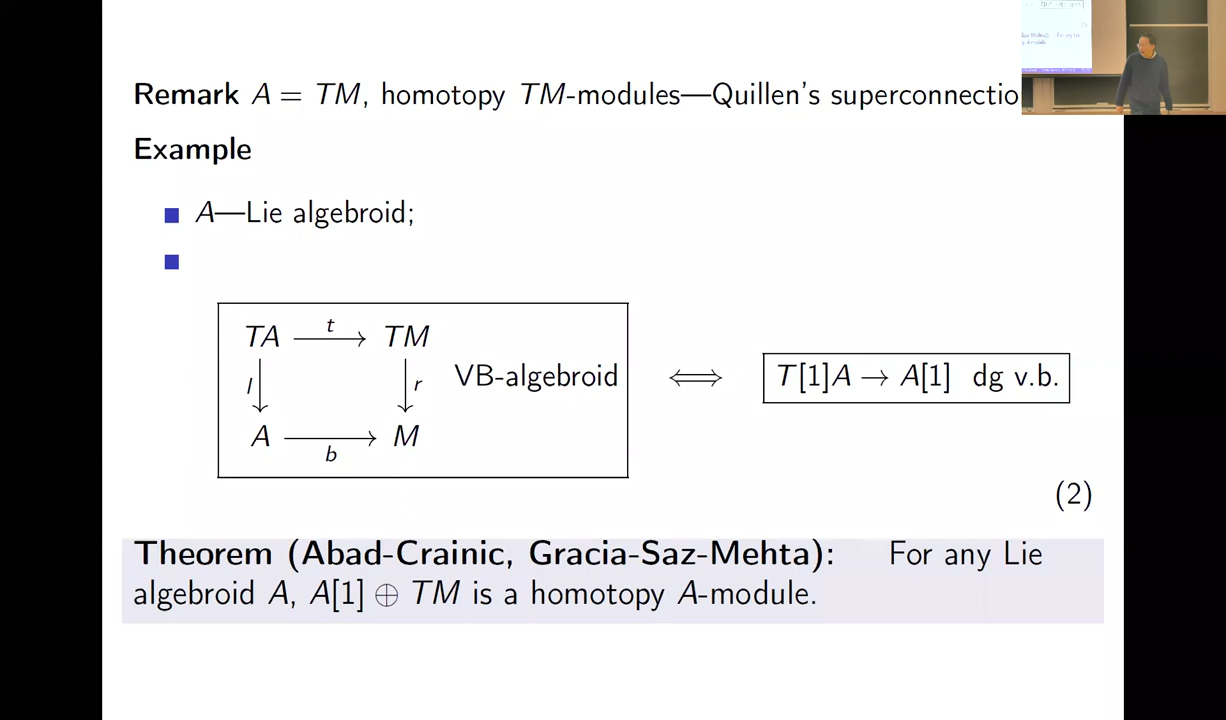 Remark A = TM, homotopy TM-modules—Quillen's superconnectio
Example
A—Lie algebroid;
TA t TM
l r VB-algebroid ⟺ T[1]A → A[1] dg v.b.
A b M
(2)
Theorem (Abad-Crainic, Gracia-Saz-Mehta): For any Lie
algebroid A, A[1] ⊕ TM is a homotopy A-module.